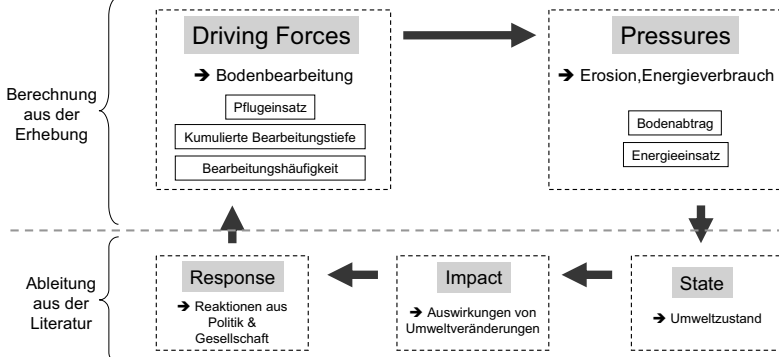 Driving Forces
➔ Bodenbearbeitung
Pflugeinsatz
Kumulierte Bearbeitungstiefe
Bearbeitungshäufigkeit
Pressures
➔ Erosion,Energieverbrauch
Bodenabtrag
Energieeinsatz
Berechnung
aus der
Erhebung
Ableitung
aus der
Literatur
Response
➔ Reaktionen aus
Politik &
Gesellschaft
Impact
➔ Auswirkungen von
Umweltveränderungen
State
➔ Umweltzustand